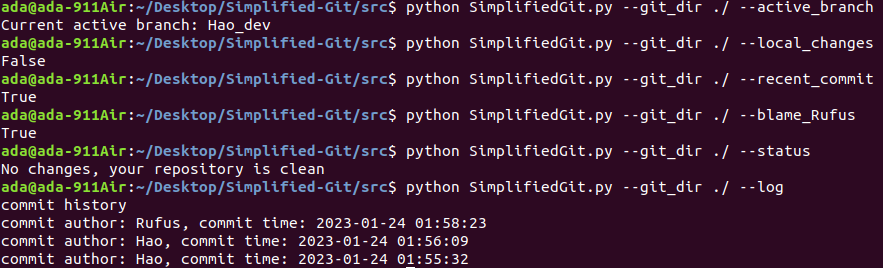 ada@ada-911Air:~/Desktop/Simplified-Git/src$ python SimplifiedGit.py --git_dir ./ --active_branch
Current active branch: Hao_dev
ada@ada-911Air:~/Desktop/Simplified-Git/src$ python SimplifiedGit.py --git_dir ./ --local_changes
False
ada@ada-911Air:~/Desktop/Simplified-Git/src$ python SimplifiedGit.py --git_dir ./ --recent_commit
True
ada@ada-911Air:~/Desktop/Simplified-Git/src$ python SimplifiedGit.py --git_dir ./ --blame_Rufus
True
ada@ada-911Air:~/Desktop/Simplified-Git/src$ python SimplifiedGit.py --git_dir ./ --status
No changes, your repository is clean
ada@ada-911Air:~/Desktop/Simplified-Git/src$ python SimplifiedGit.py --git_dir ./ --log
commit history
commit author: Rufus, commit time: 2023-01-24 01:58:23
commit author: Hao, commit time: 2023-01-24 01:56:09
commit author: Hao, commit time: 2023-01-24 01:55:32